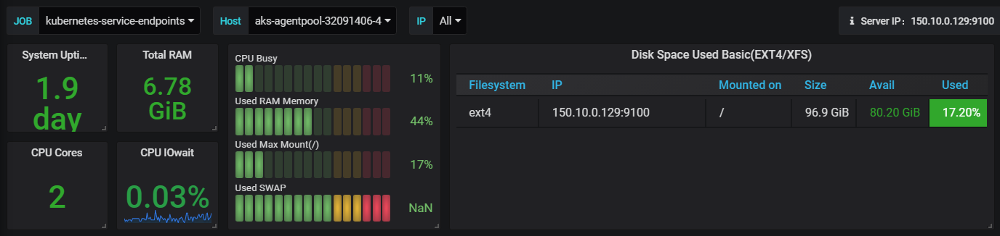 JOB kubernetes-service-endpoints Host aks-agentpool-32091406-4 IP All Server IP： 150.10.0.129:9100
System Upti...
1.9
day
Total RAM
6.78
GiB
CPU Cores
2
CPU IOwait
0.03%
CPU Busy
11%
Used RAM Memory
44%
Used Max Mount(/)
17%
Used SWAP
NaN
Disk Space Used Basic(EXT4/XFS)
Filesystem IP Mounted on Size Avail Used
ext4 150.10.0.129:9100 / 96.9 GiB 80.20 GiB 17.20%